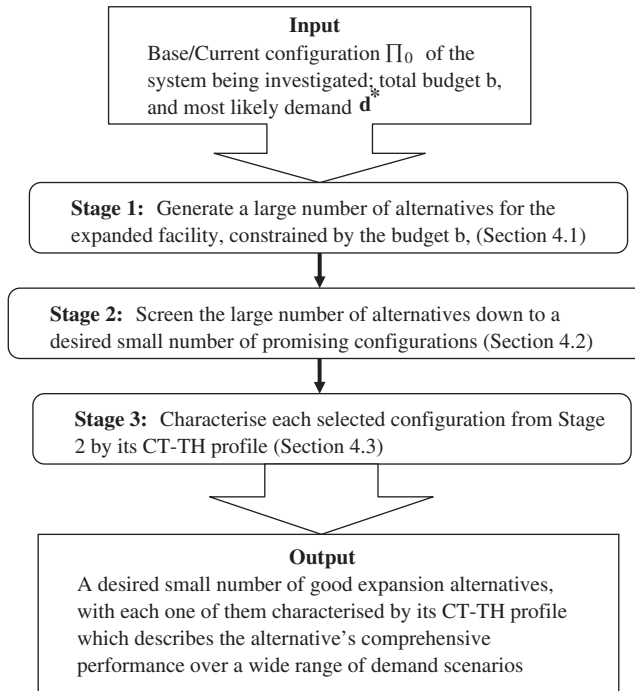 Input
Base/Current configuration ∏₀ of the
system being investigated; total budget b,
and most likely demand d*
Stage 1: Generate a large number of alternatives for the
expanded facility, constrained by the budget b, (Section 4.1)
Stage 2: Screen the large number of alternatives down to a
desired small number of promising configurations (Section 4.2)
Stage 3: Characterise each selected configuration from Stage
2 by its CT-TH profile (Section 4.3)
Output
A desired small number of good expansion alternatives,
with each one of them characterised by its CT-TH profile
which describes the alternative's comprehensive
performance over a wide range of demand scenarios